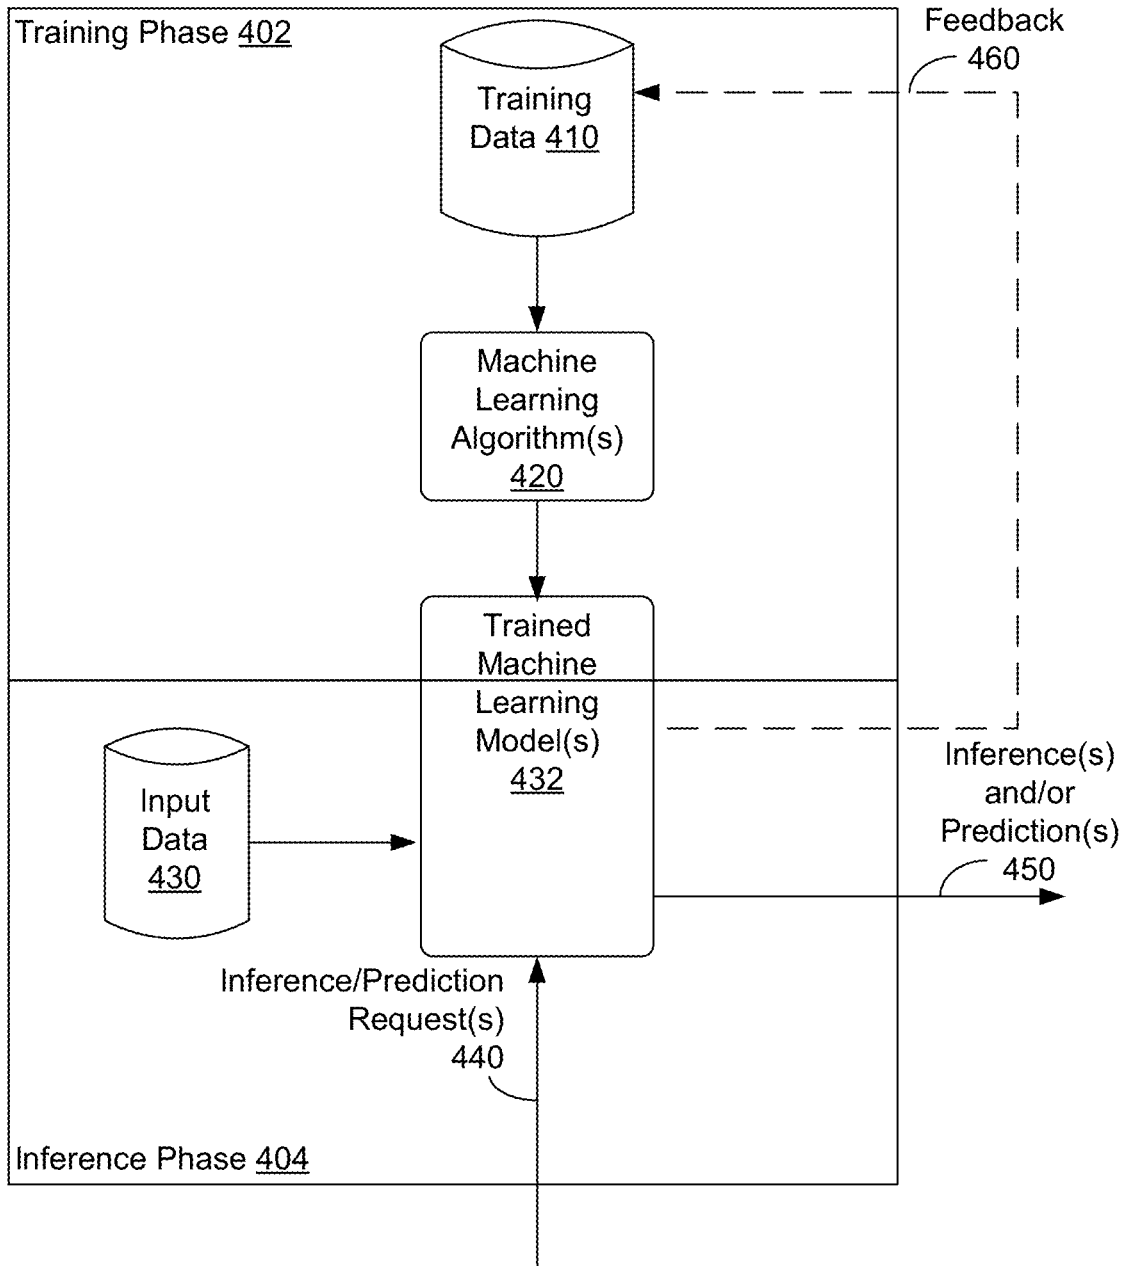 Training Phase 402
Feedback
460
Training
Data 410
Machine
Learning
Algorithm(s)
420
Trained
Machine
Learning
Model(s)
432
Input
Data
430
Inference(s)
and/or
Prediction(s)
450
Inference/Prediction
Request(s)
440
Inference Phase 404